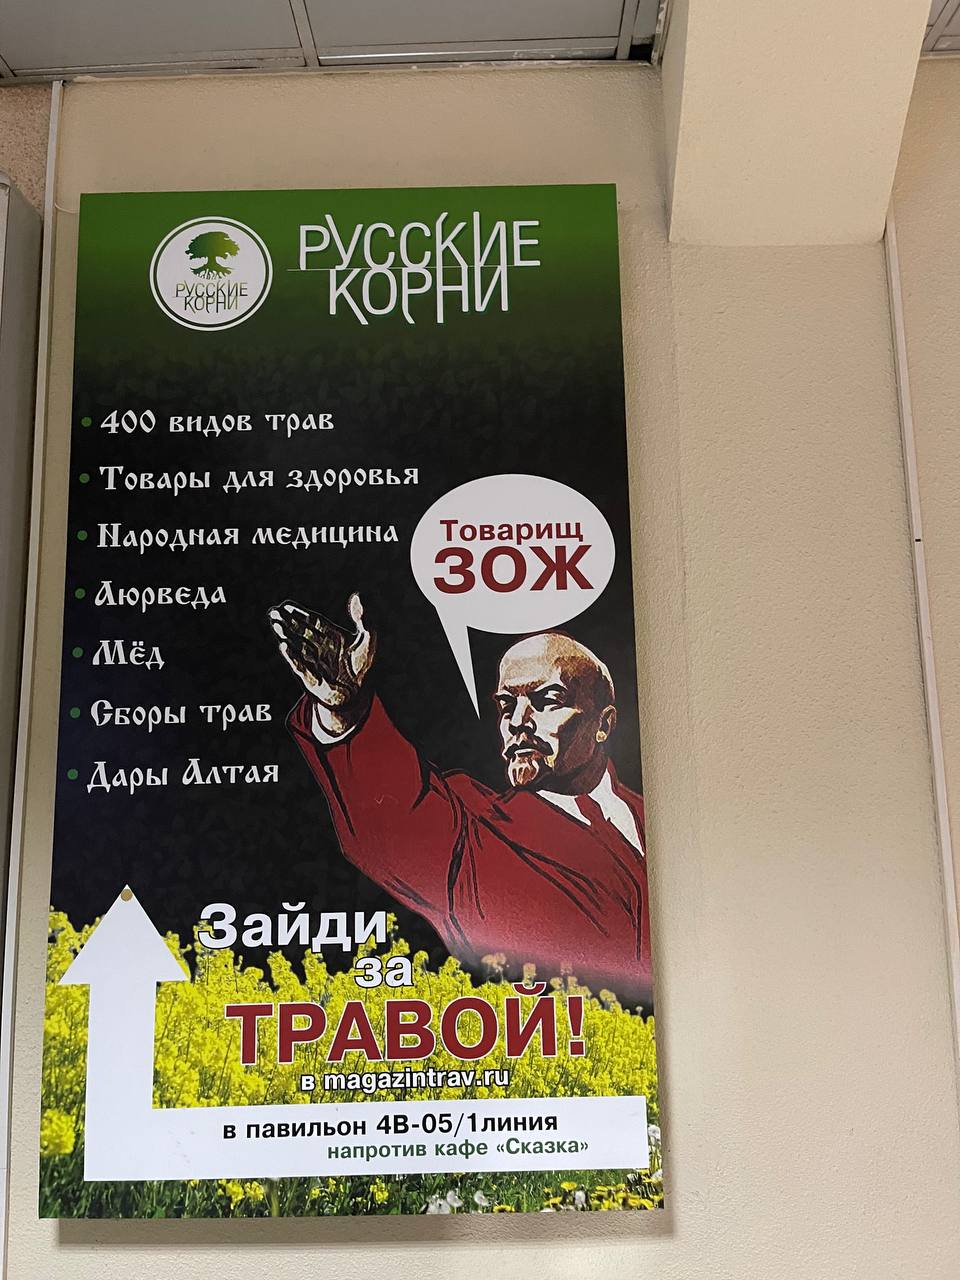 РУССКИЕ
КОРНИ
РУССКИЕ
КОРНИ
400 видов трав
Товары для здоровья
Народная медицина
Аюрведа
Мёд
Сборы трав
Дары Алтая
Товарищ
ЗОЖ
Зайди
за
ТРАВОЙ!
в magazintrav.ru
в павильон 4В-05/1линия
напротив кафе «Сказка»